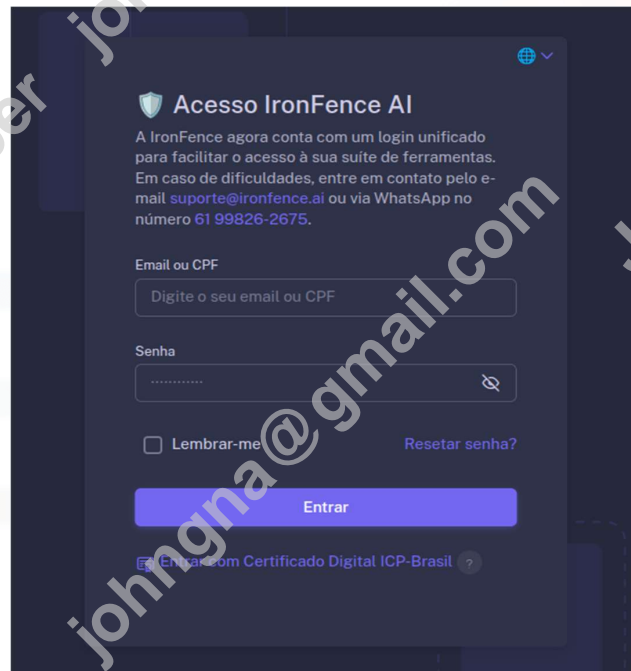 Acesso IronFence AI
A IronFence agora conta com um login unificado
para facilitar o acesso à sua suíte de ferramentas.
Em caso de dificuldades, entre em contato pelo e-
mail suporte@ironfence.ai ou via WhatsApp no
número 61 99826-2675.
Email ou CPF
Digite o seu email ou CPF
Senha
............
Lembrar-me
Resetar senha?
Entrar
Entrar com Certificado Digital ICP-Brasil ?
johngna@gmail.com